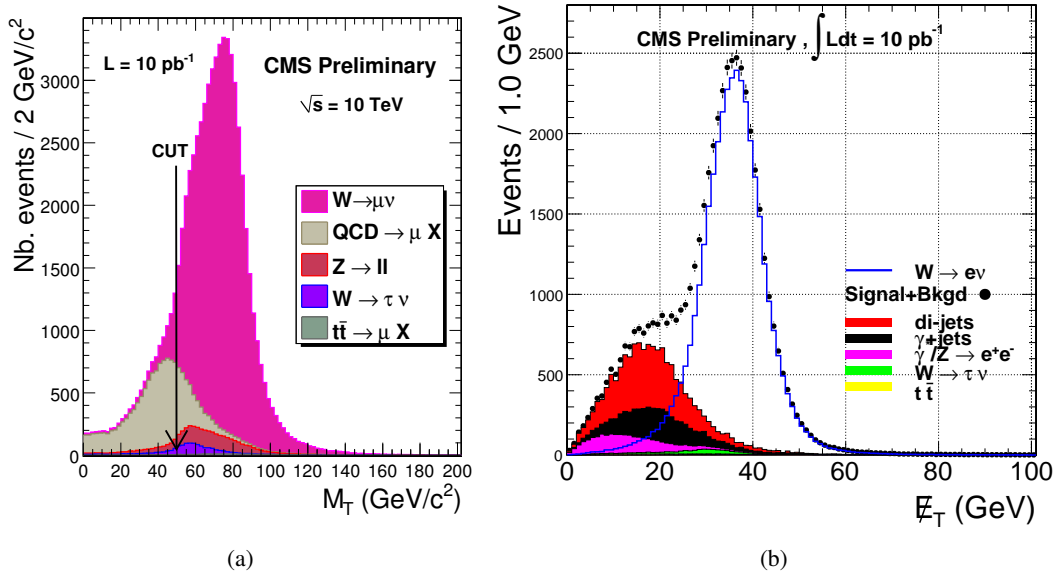 Nb. events / 2 GeV/c²
3000
2500
2000
1500
1000
500
0
L = 10 pb⁻¹
CMS Preliminary
√s = 10 TeV
CUT
W→μν
QCD → μ X
Z → ll
W → τ ν
tt̄ → μ X
0 20 40 60 80 100 120 140 160 180 200
M_T (GeV/c²)
(a)
Events / 1.0 GeV
2500
2000
1500
1000
500
0
CMS Preliminary , ∫ Ldt = 10 pb⁻¹
W → eν
Signal+Bkgd
di-jets
γ+jets
γ /Z → e⁺e⁻
W → τ ν
t t̄
0 20 40 60 80 100
E̸_T (GeV)
(b)